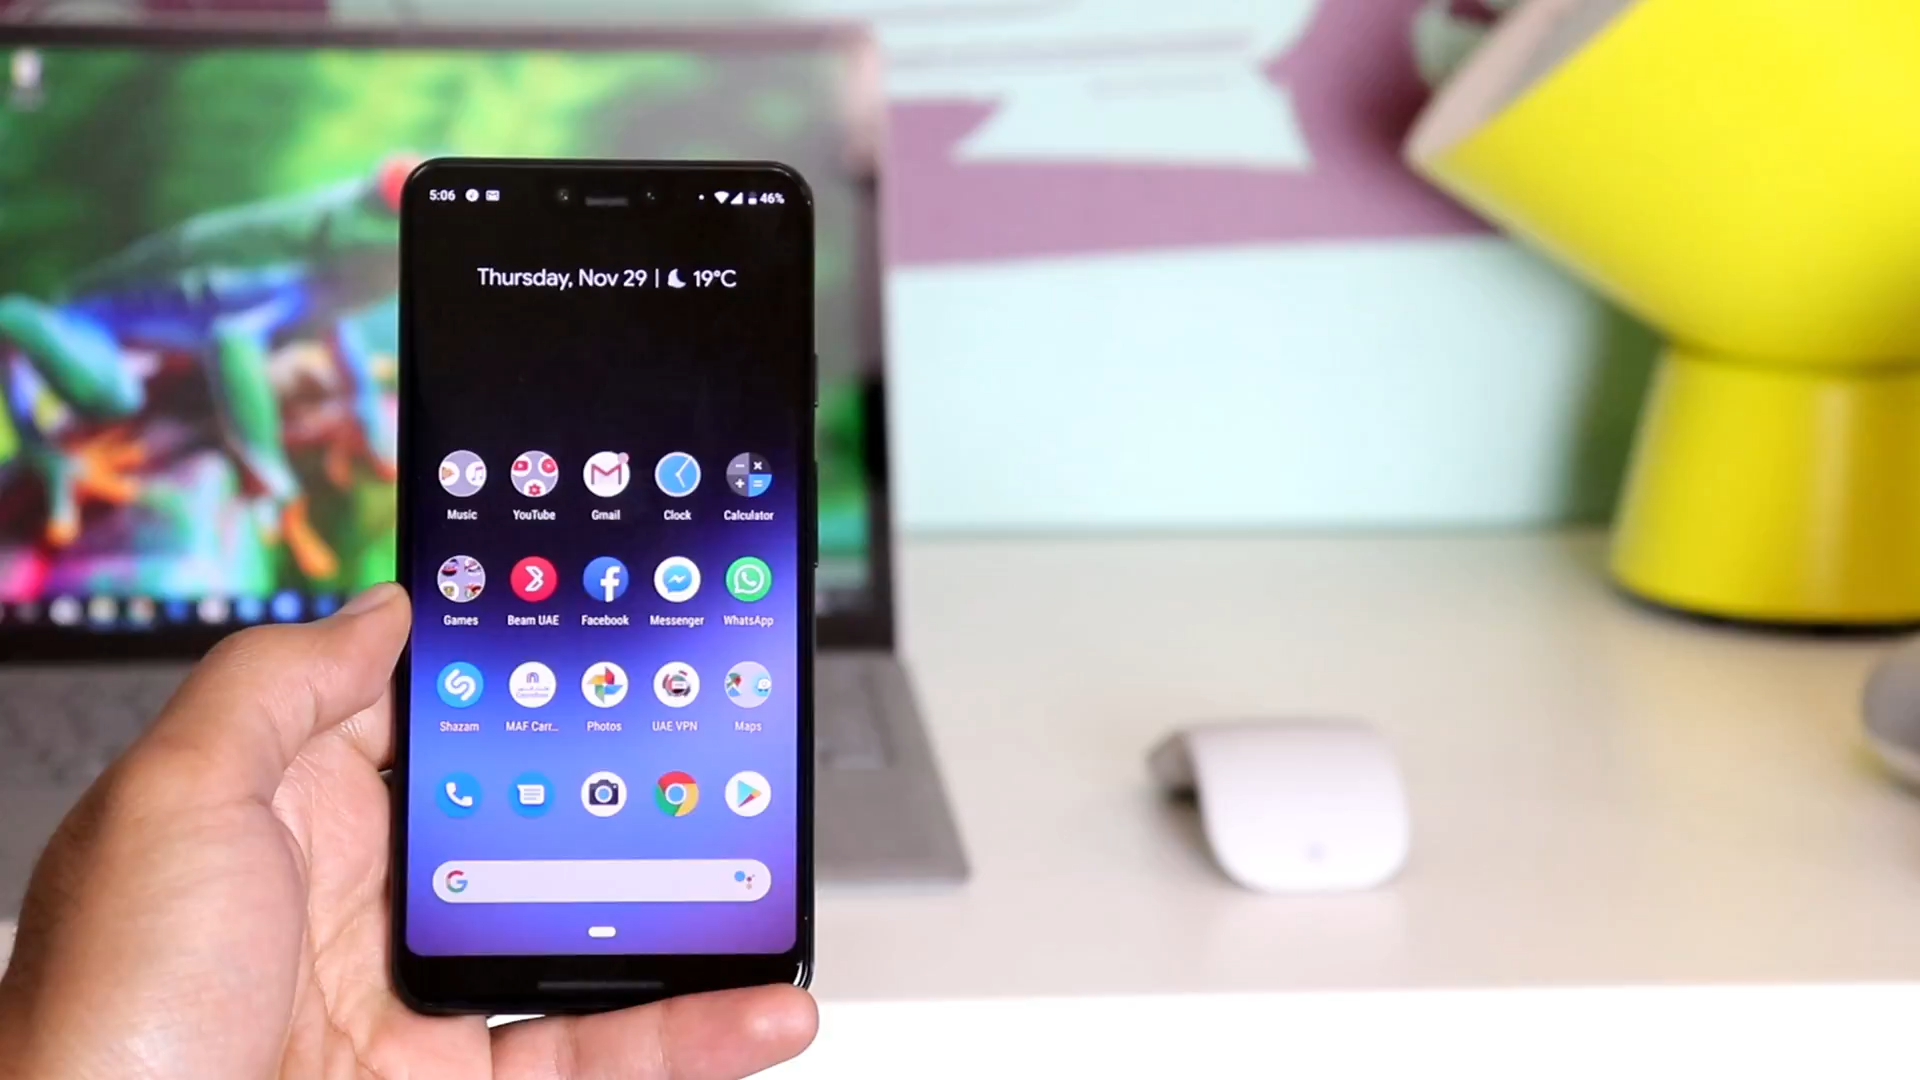 5:06 46%
Thursday, Nov 29 | 19°C
Music YouTube Gmail Clock Calculator
Games Beam UAE Facebook Messenger WhatsApp
Shazam MAF Carr... Photos UAE VPN Maps